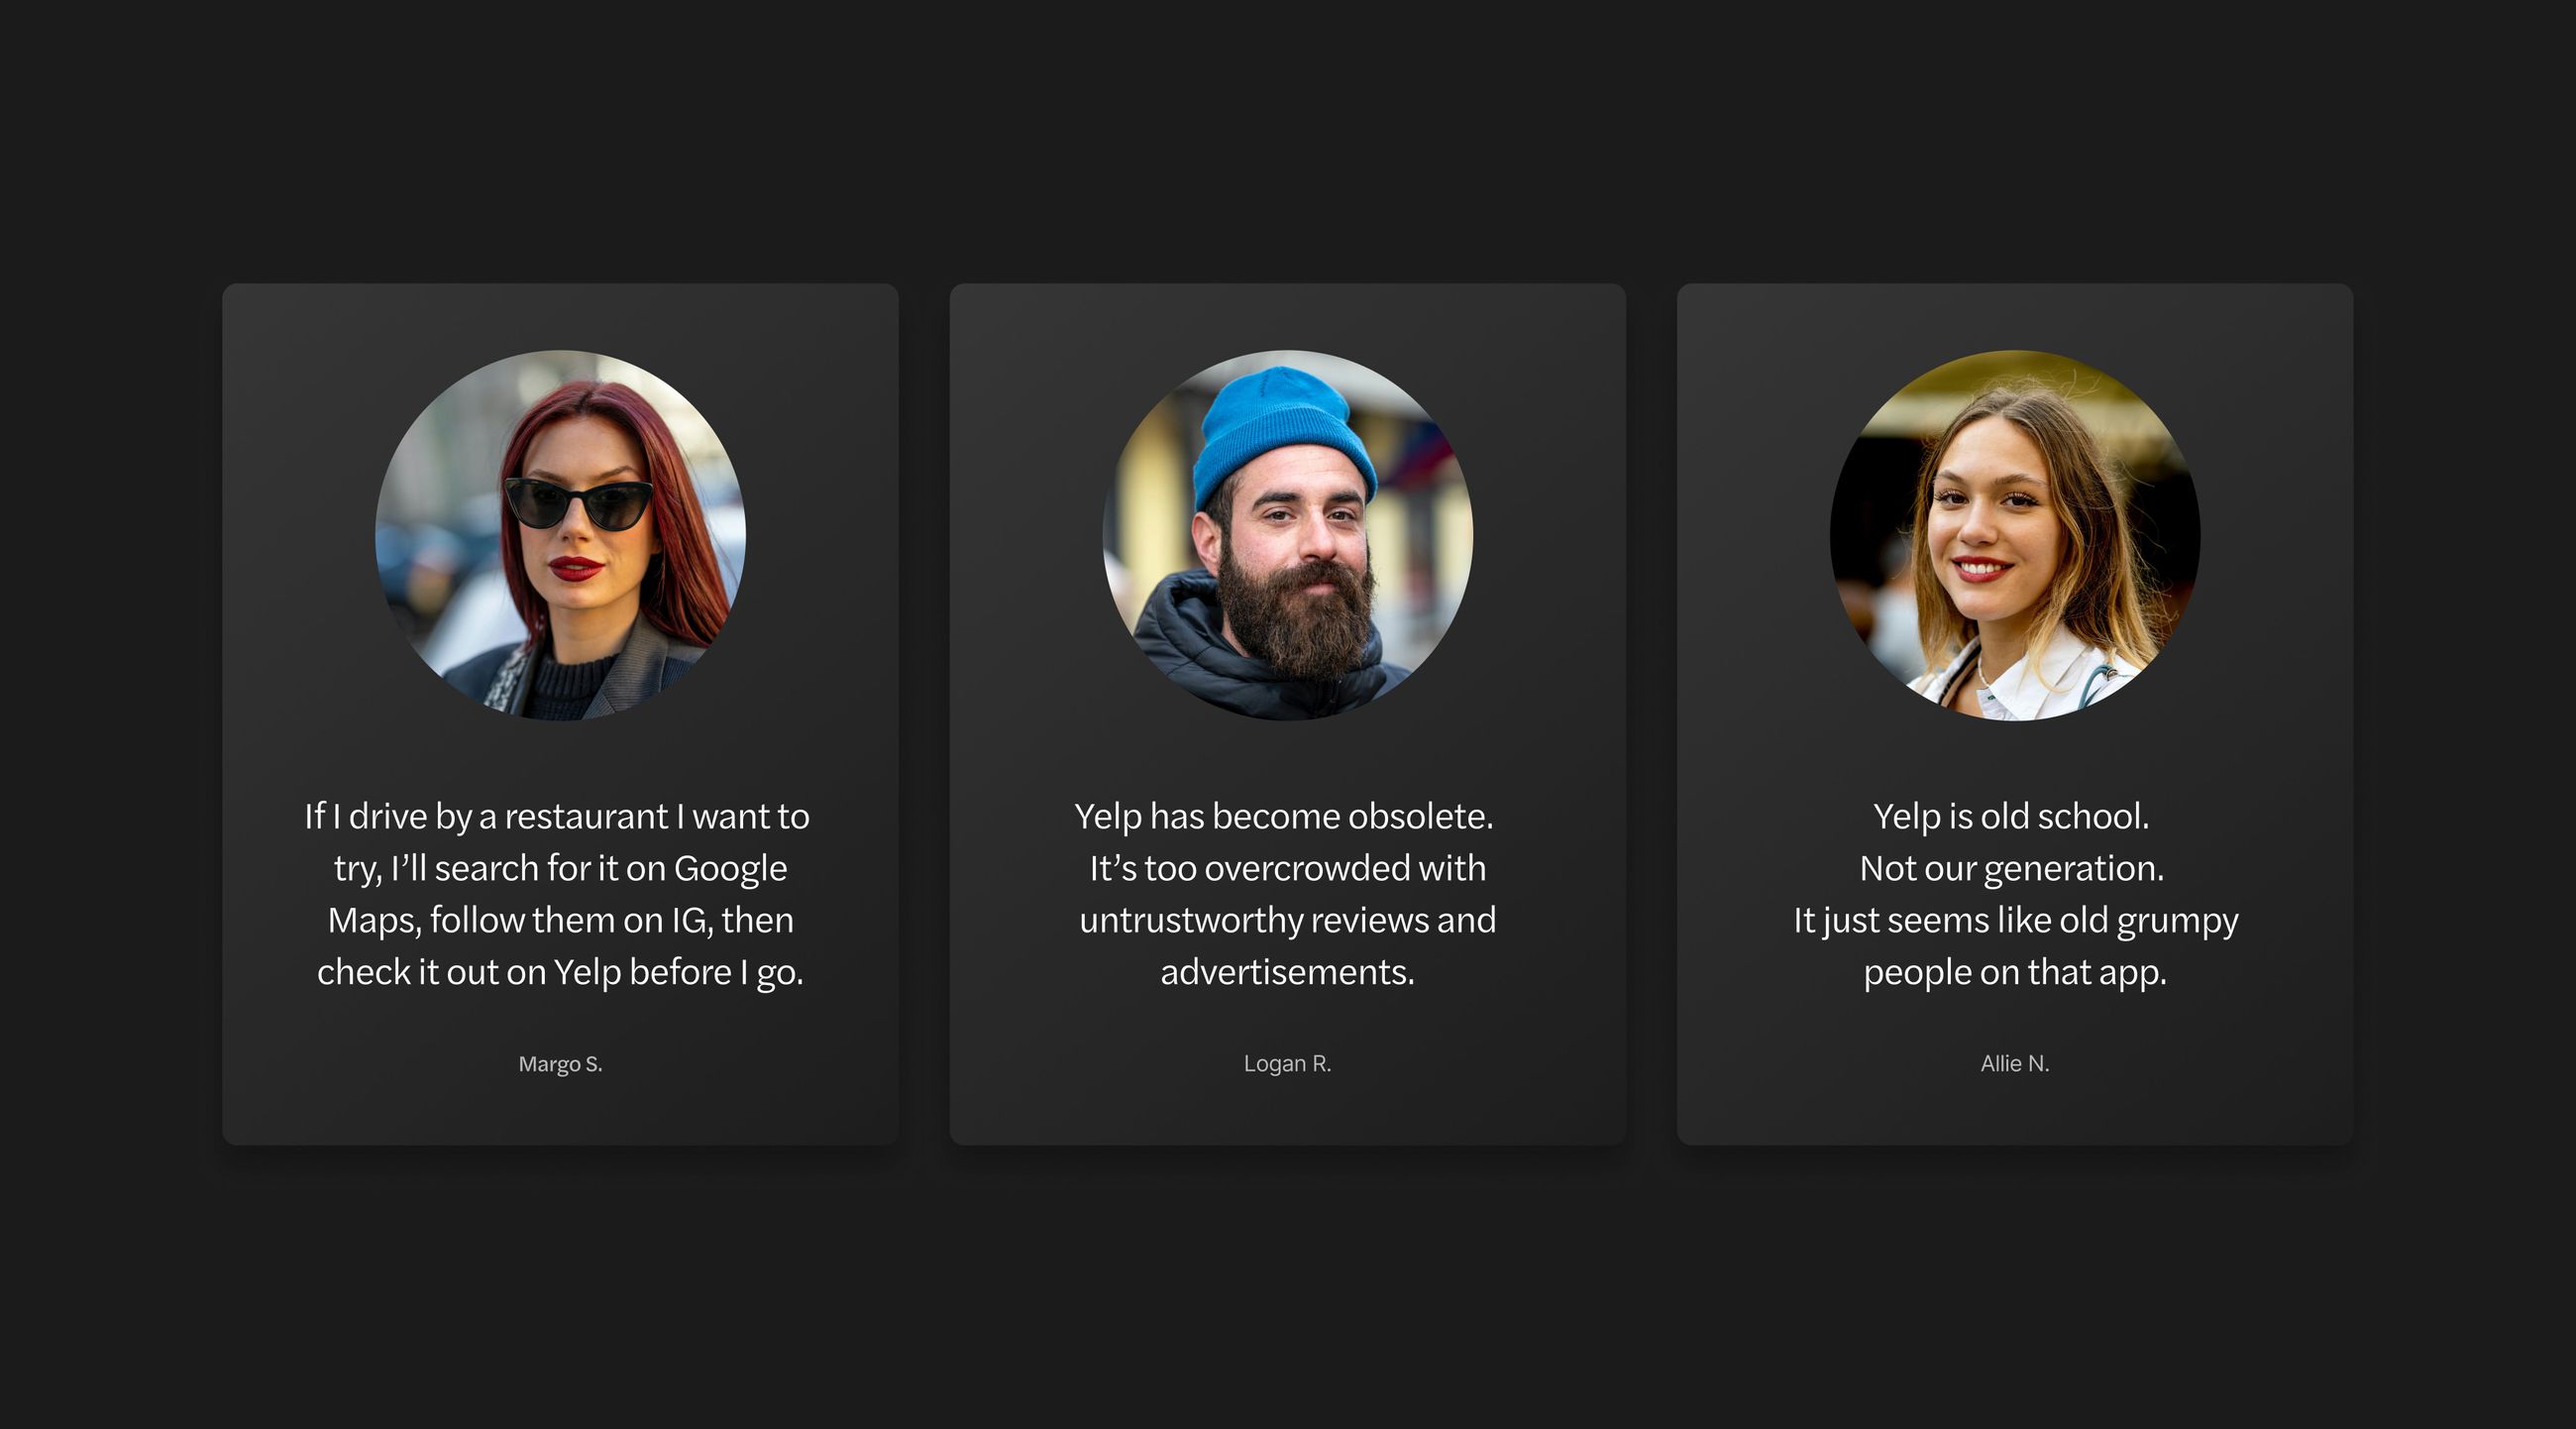 If I drive by a restaurant I want to
try, I’ll search for it on Google
Maps, follow them on IG, then
check it out on Yelp before I go.
Margo S.
Yelp has become obsolete.
It’s too overcrowded with
untrustworthy reviews and
advertisements.
Logan R.
Yelp is old school.
Not our generation.
It just seems like old grumpy
people on that app.
Allie N.